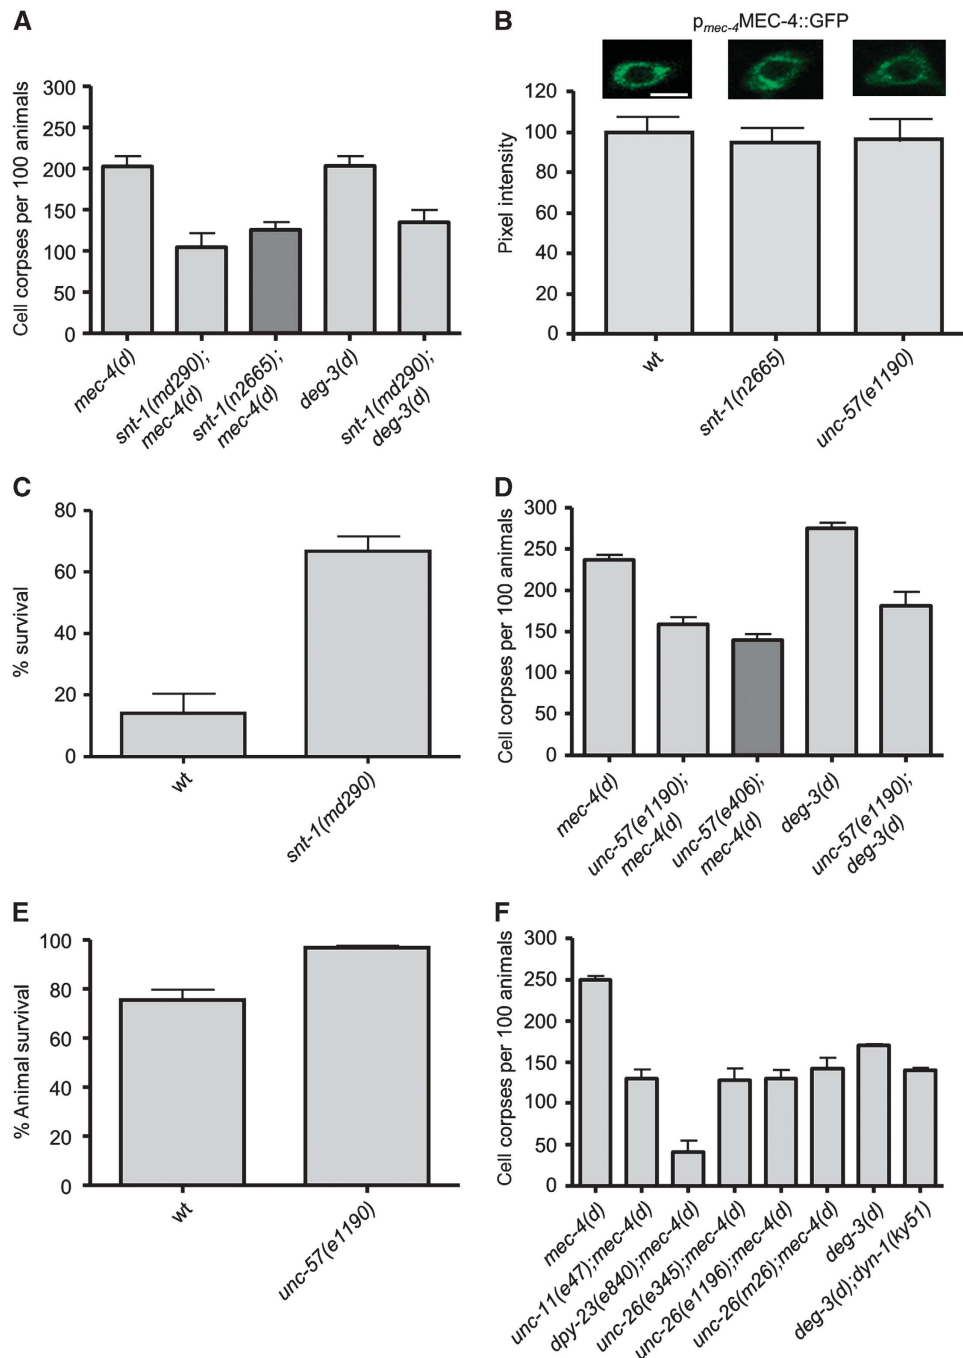 A
Cell corpses per 100 animals
300
250
200
150
100
50
0
mec-4(d)
snt-1(md290);
mec-4(d)
snt-1(n2665);
mec-4(d)
deg-3(d)
snt-1(md290);
deg-3(d)
B
pmec-4MEC-4::GFP
Pixel intensity
120
100
80
60
40
20
0
wt
snt-1(n2665)
unc-57(e1190)
C
% survival
80
60
40
20
0
wt
snt-1(md290)
D
Cell corpses per 100 animals
300
250
200
150
100
50
0
mec-4(d)
unc-57(e1190);
mec-4(d)
unc-57(e406);
mec-4(d)
deg-3(d)
unc-57(e1190);
deg-3(d)
E
% Animal survival
100
80
60
40
20
0
wt
unc-57(e1190)
F
Cell corpses per 100 animals
300
250
200
150
100
50
0
mec-4(d)
unc-11(e47);mec-4(d)
dpy-23(e840);mec-4(d)
unc-26(e345);mec-4(d)
unc-26(e1196);mec-4(d)
unc-26(m26);mec-4(d)
deg-3(d)
deg-3(d);dyn-1(ky51)